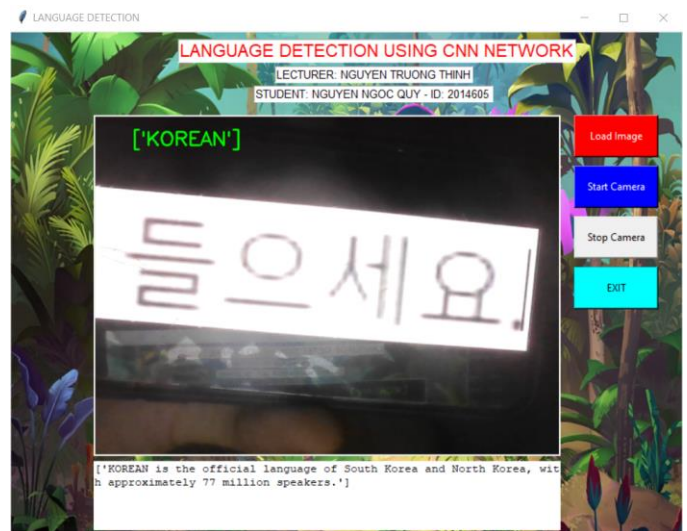 LANGUAGE DETECTION
LANGUAGE DETECTION USING CNN NETWORK
LECTURER: NGUYEN TRUONG THINH
STUDENT: NGUYEN NGOC QUY - ID: 2014605
['KOREAN']
들으세요.
Load Image
Start Camera
Stop Camera
EXIT
['KOREAN is the official language of South Korea and North Korea, wit
h approximately 77 million speakers.']